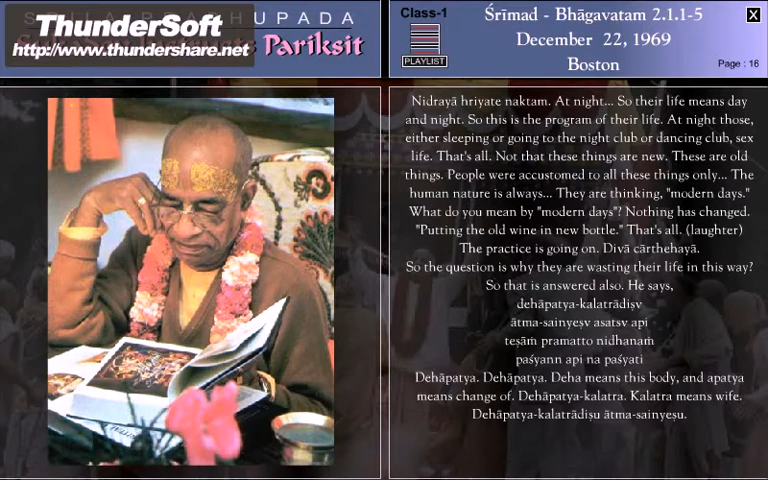 SRILA PRABHUPADA
ThunderSoft
http://www.thundershare.net
Pariksit
Class-1
PLAYLIST
Śrīmad - Bhāgavatam 2.1.1-5
December 22, 1969
Boston
X
Page : 16
Nidrayā hriyate naktaṁ. At night... So their life means day
and night. So this is the program of their life. At night those,
either sleeping or going to the night club or dancing club, sex
life. That's all. Not that these things are new. These are old
things. People were accustomed to all these things only... The
human nature is always... They are thinking, "modern days."
What do you mean by "modern days"? Nothing has changed.
"Putting the old wine in new bottle." That's all. (laughter)
The practice is going on. Divā cārthehayā.
So the question is why they are wasting their life in this way?
So that is answered also. He says,
dehāpatya-kalatrādiṣv
ātma-sainyeṣv asatsv api
teṣāṁ pramatto nidhanaṁ
paśyann api na paśyati
Dehāpatya. Dehāpatya. Deha means this body, and apatya
means change of. Dehāpatya-kalatra. Kalatra means wife.
Dehāpatya-kalatrādiṣu ātma-sainyeṣu.